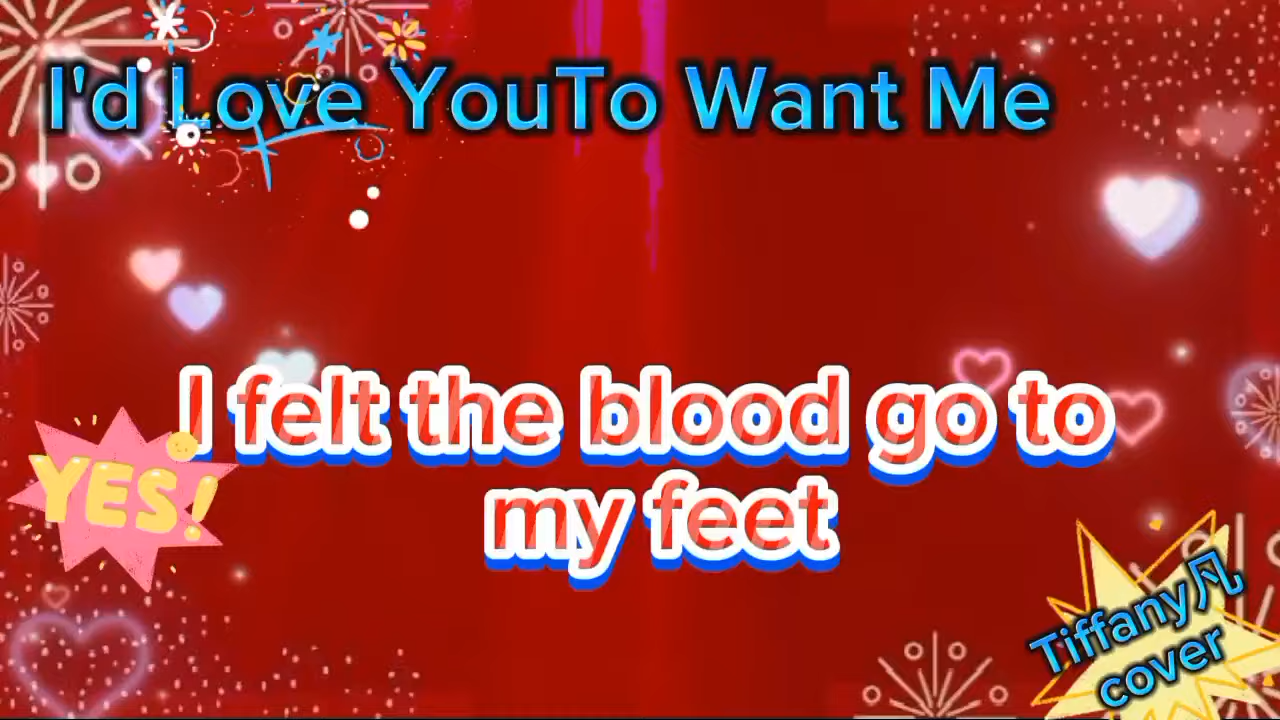 I'd Love YouTo Want Me
I felt the blood go to
my feet
YES!
Tiffany凡
cover